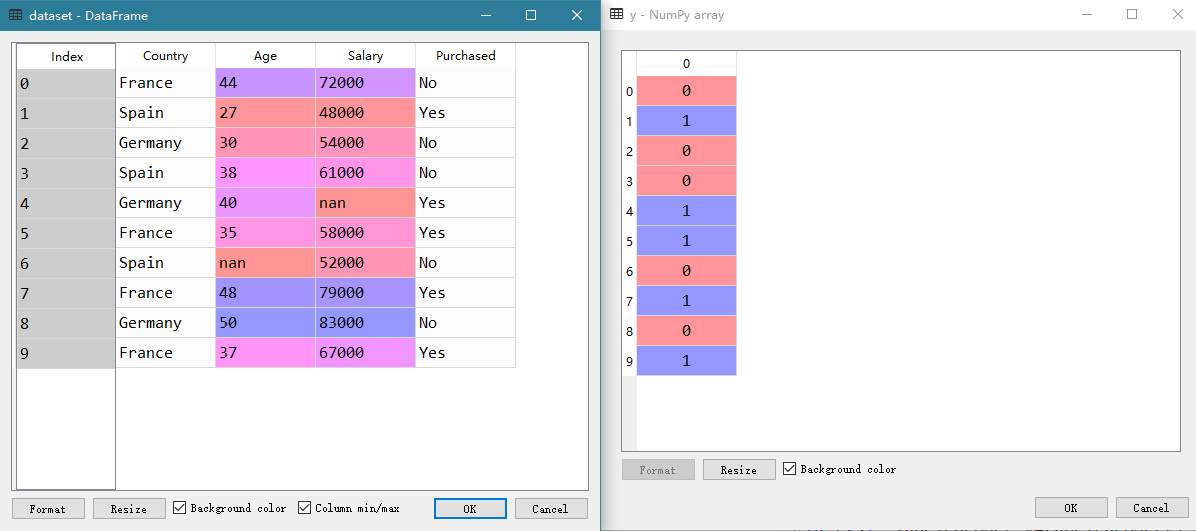 dataset - DataFrame
Index Country Age Salary Purchased
0 France 44 72000 No
1 Spain 27 48000 Yes
2 Germany 30 54000 No
3 Spain 38 61000 No
4 Germany 40 nan Yes
5 France 35 58000 Yes
6 Spain nan 52000 No
7 France 48 79000 Yes
8 Germany 50 83000 No
9 France 37 67000 Yes
Format Resize Background color Column min/max OK Cancel
y - NumPy array
0
0 0
1 1
2 0
3 0
4 1
5 1
6 0
7 1
8 0
9 1
Format Resize Background color
OK Cancel